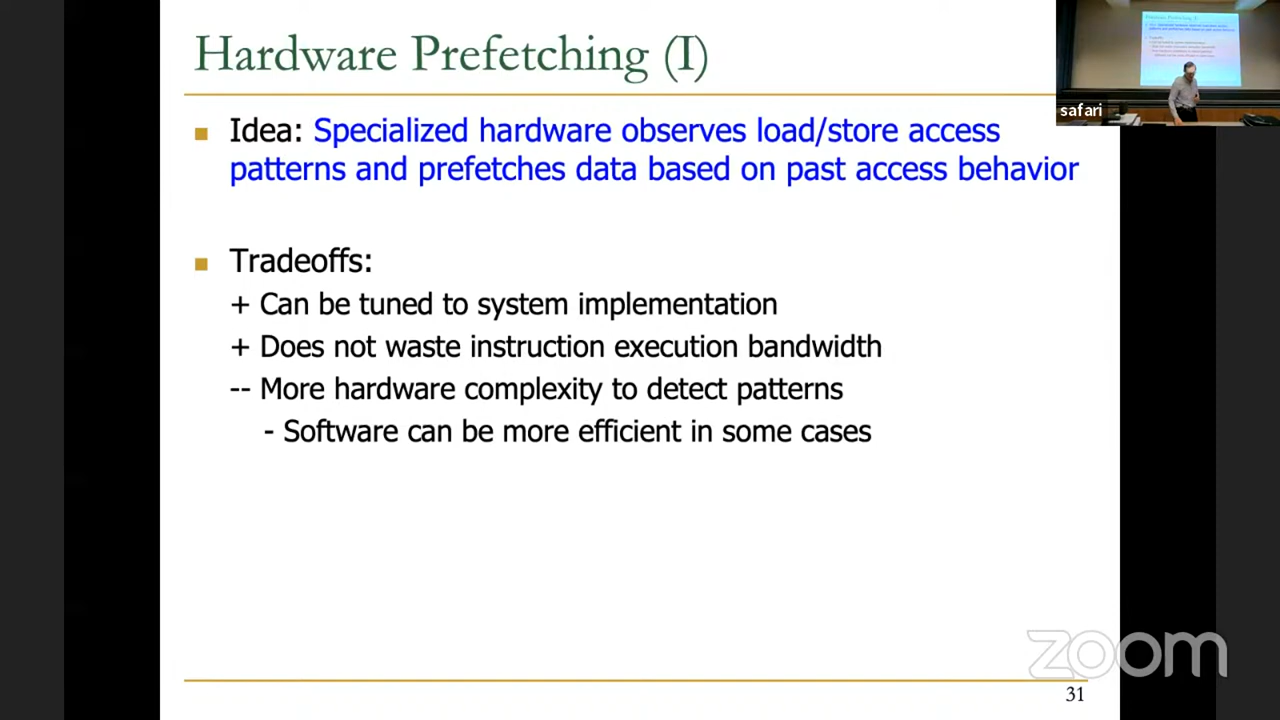 Hardware Prefetching (I)
safari
■ Idea: Specialized hardware observes load/store access
patterns and prefetches data based on past access behavior
■ Tradeoffs:
+ Can be tuned to system implementation
+ Does not waste instruction execution bandwidth
-- More hardware complexity to detect patterns
- Software can be more efficient in some cases
zoom
31